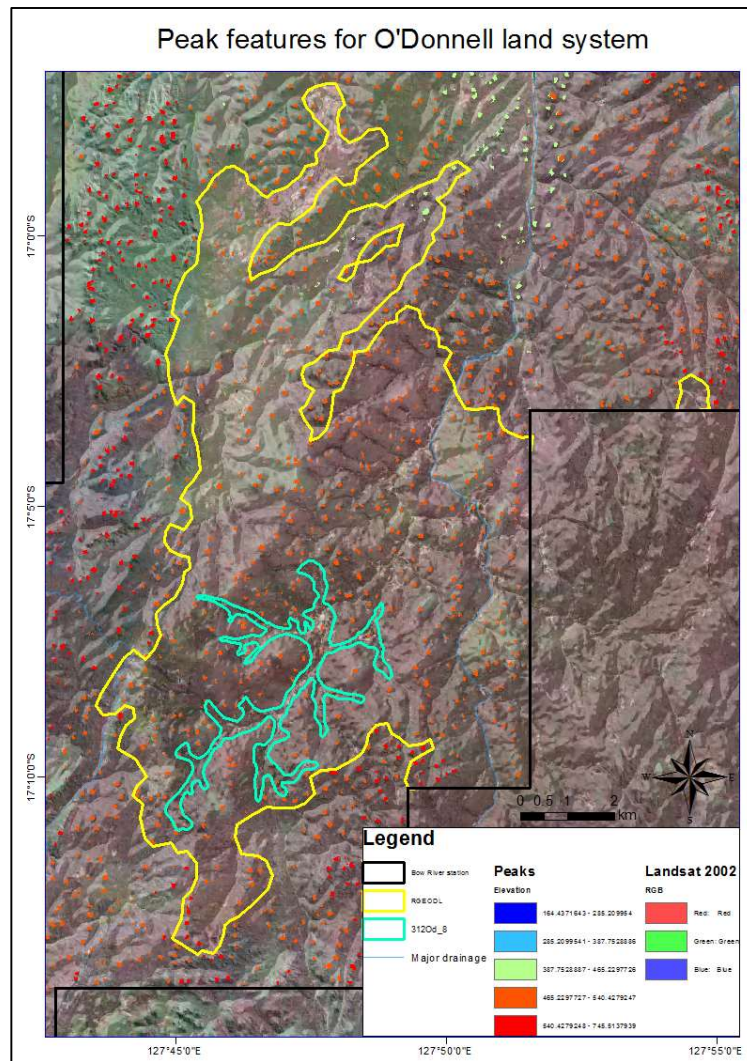 Peak features for O'Donnell land system
17°0'0"S
17°5'0"S
17°10'0"S
N
W
E
S
0 0.5 1 2
km
Legend
Bow River station
RGEODL
312Od_8
Major drainage
Peaks
Elevation
164.4371643 - 285.209954
285.2099541 - 387.7528886
387.7528887 - 465.2297726
465.2297727 - 540.4279247
540.4279248 - 745.5137939
Landsat 2002
RGB
Red: Red
Green: Green
Blue: Blue
127°45'0"E
127°50'0"E
127°55'0"E